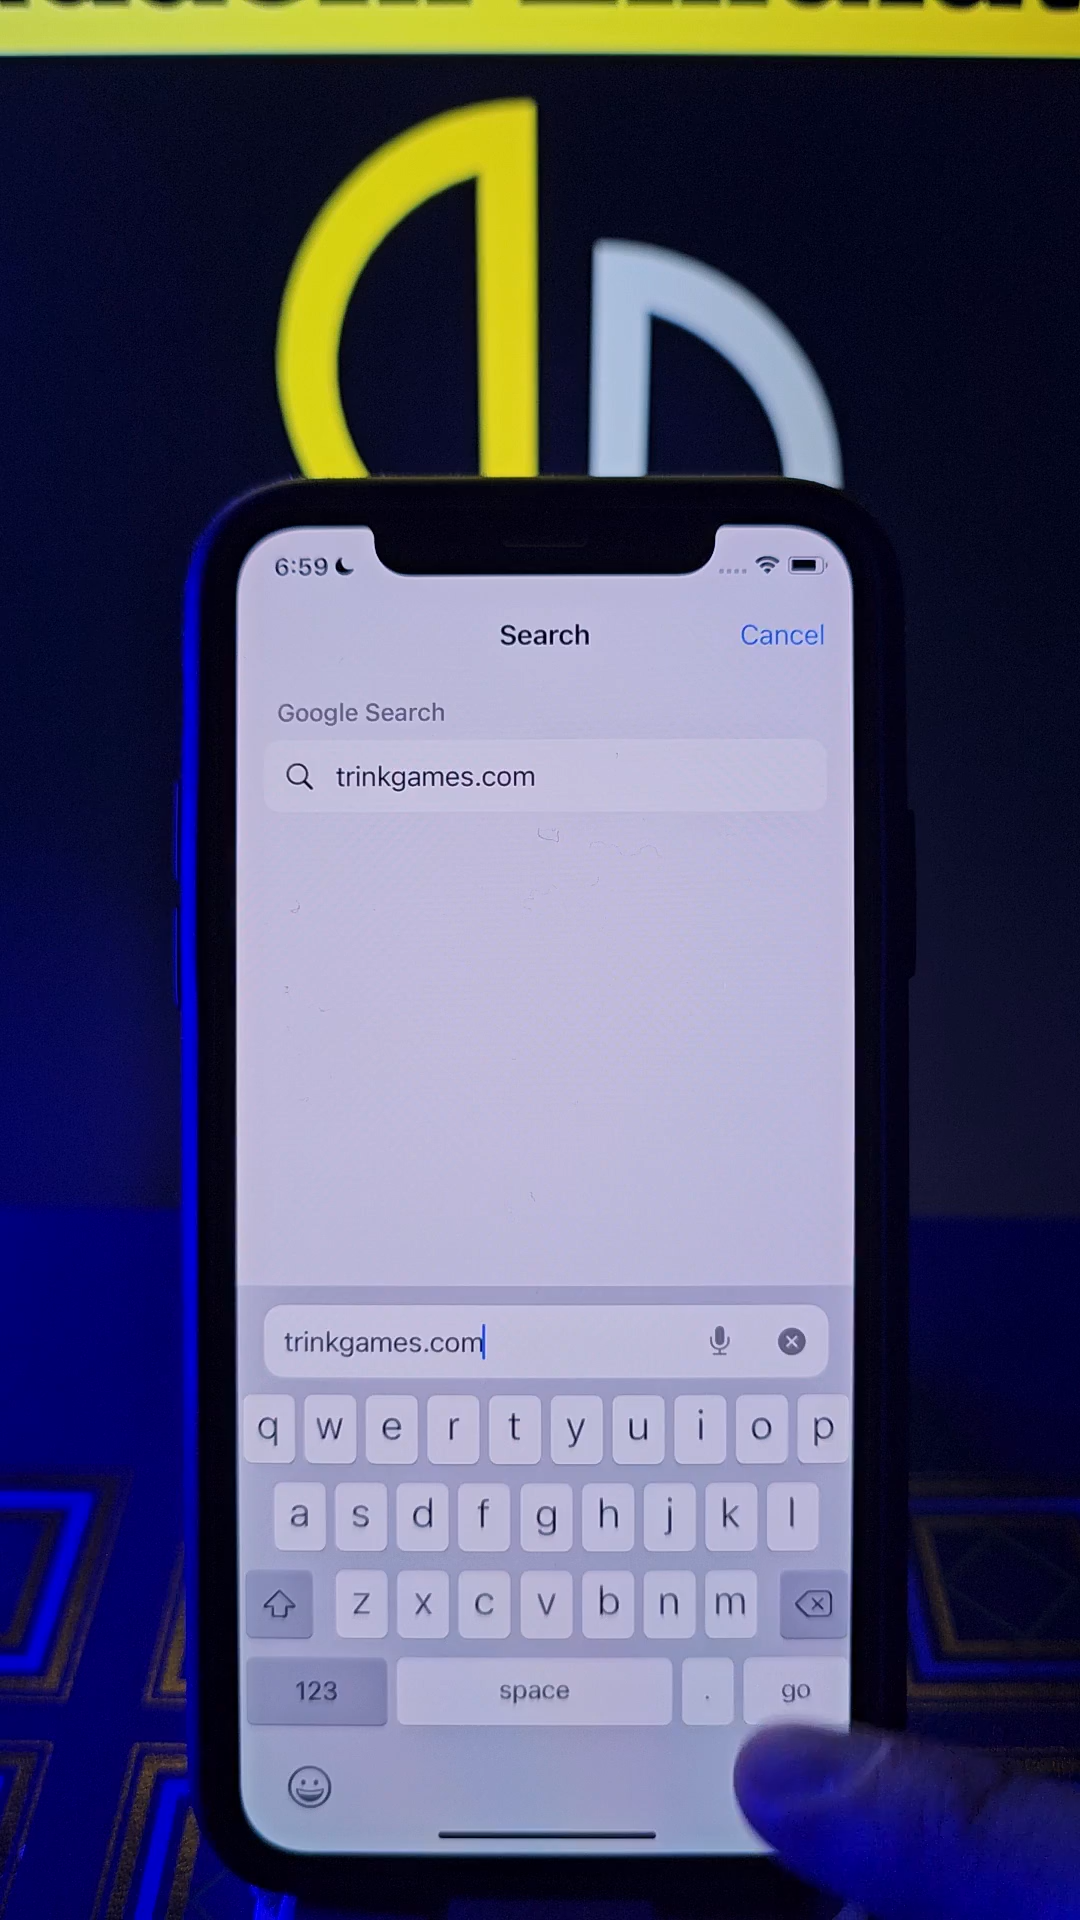 6:59
Search
Cancel
Google Search
trinkgames.com
trinkgames.com
q w e r t y u i o p
a s d f g h j k l
z x c v b n m
123 space . go